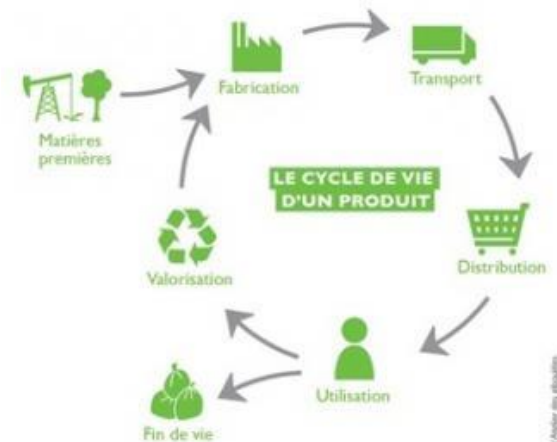 Fabrication
Transport
Matières
premières
LE CYCLE DE VIE
D'UN PRODUIT
Valorisation
Distribution
Utilisation
Fin de vie